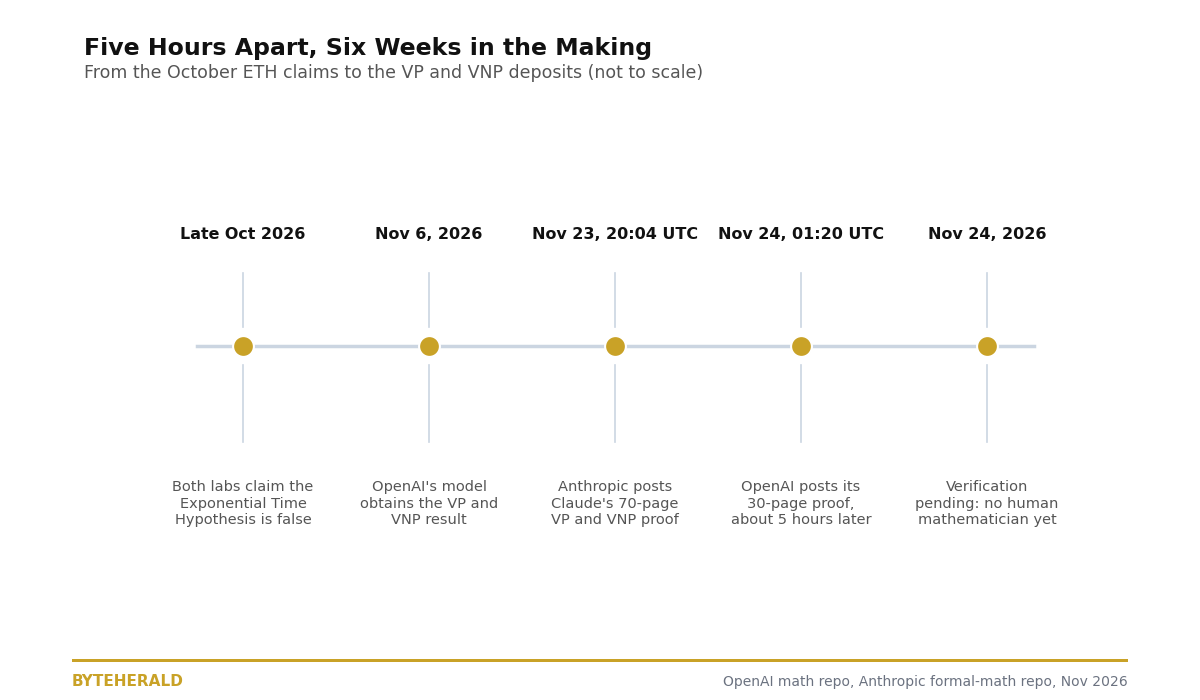 Five Hours Apart, Six Weeks in the Making
From the October ETH claims to the VP and VNP deposits (not to scale)
Late Oct 2026
Nov 6, 2026
Nov 23, 20:04 UTC
Nov 24, 01:20 UTC
Nov 24, 2026
Both labs claim the
Exponential Time
Hypothesis is false
OpenAI's model
obtains the VP and
VNP result
Anthropic posts
Claude's 70-page
VP and VNP proof
OpenAI posts its
30-page proof,
about 5 hours later
Verification
pending: no human
mathematician yet
BYTEHERALD
OpenAI math repo, Anthropic formal-math repo, Nov 2026